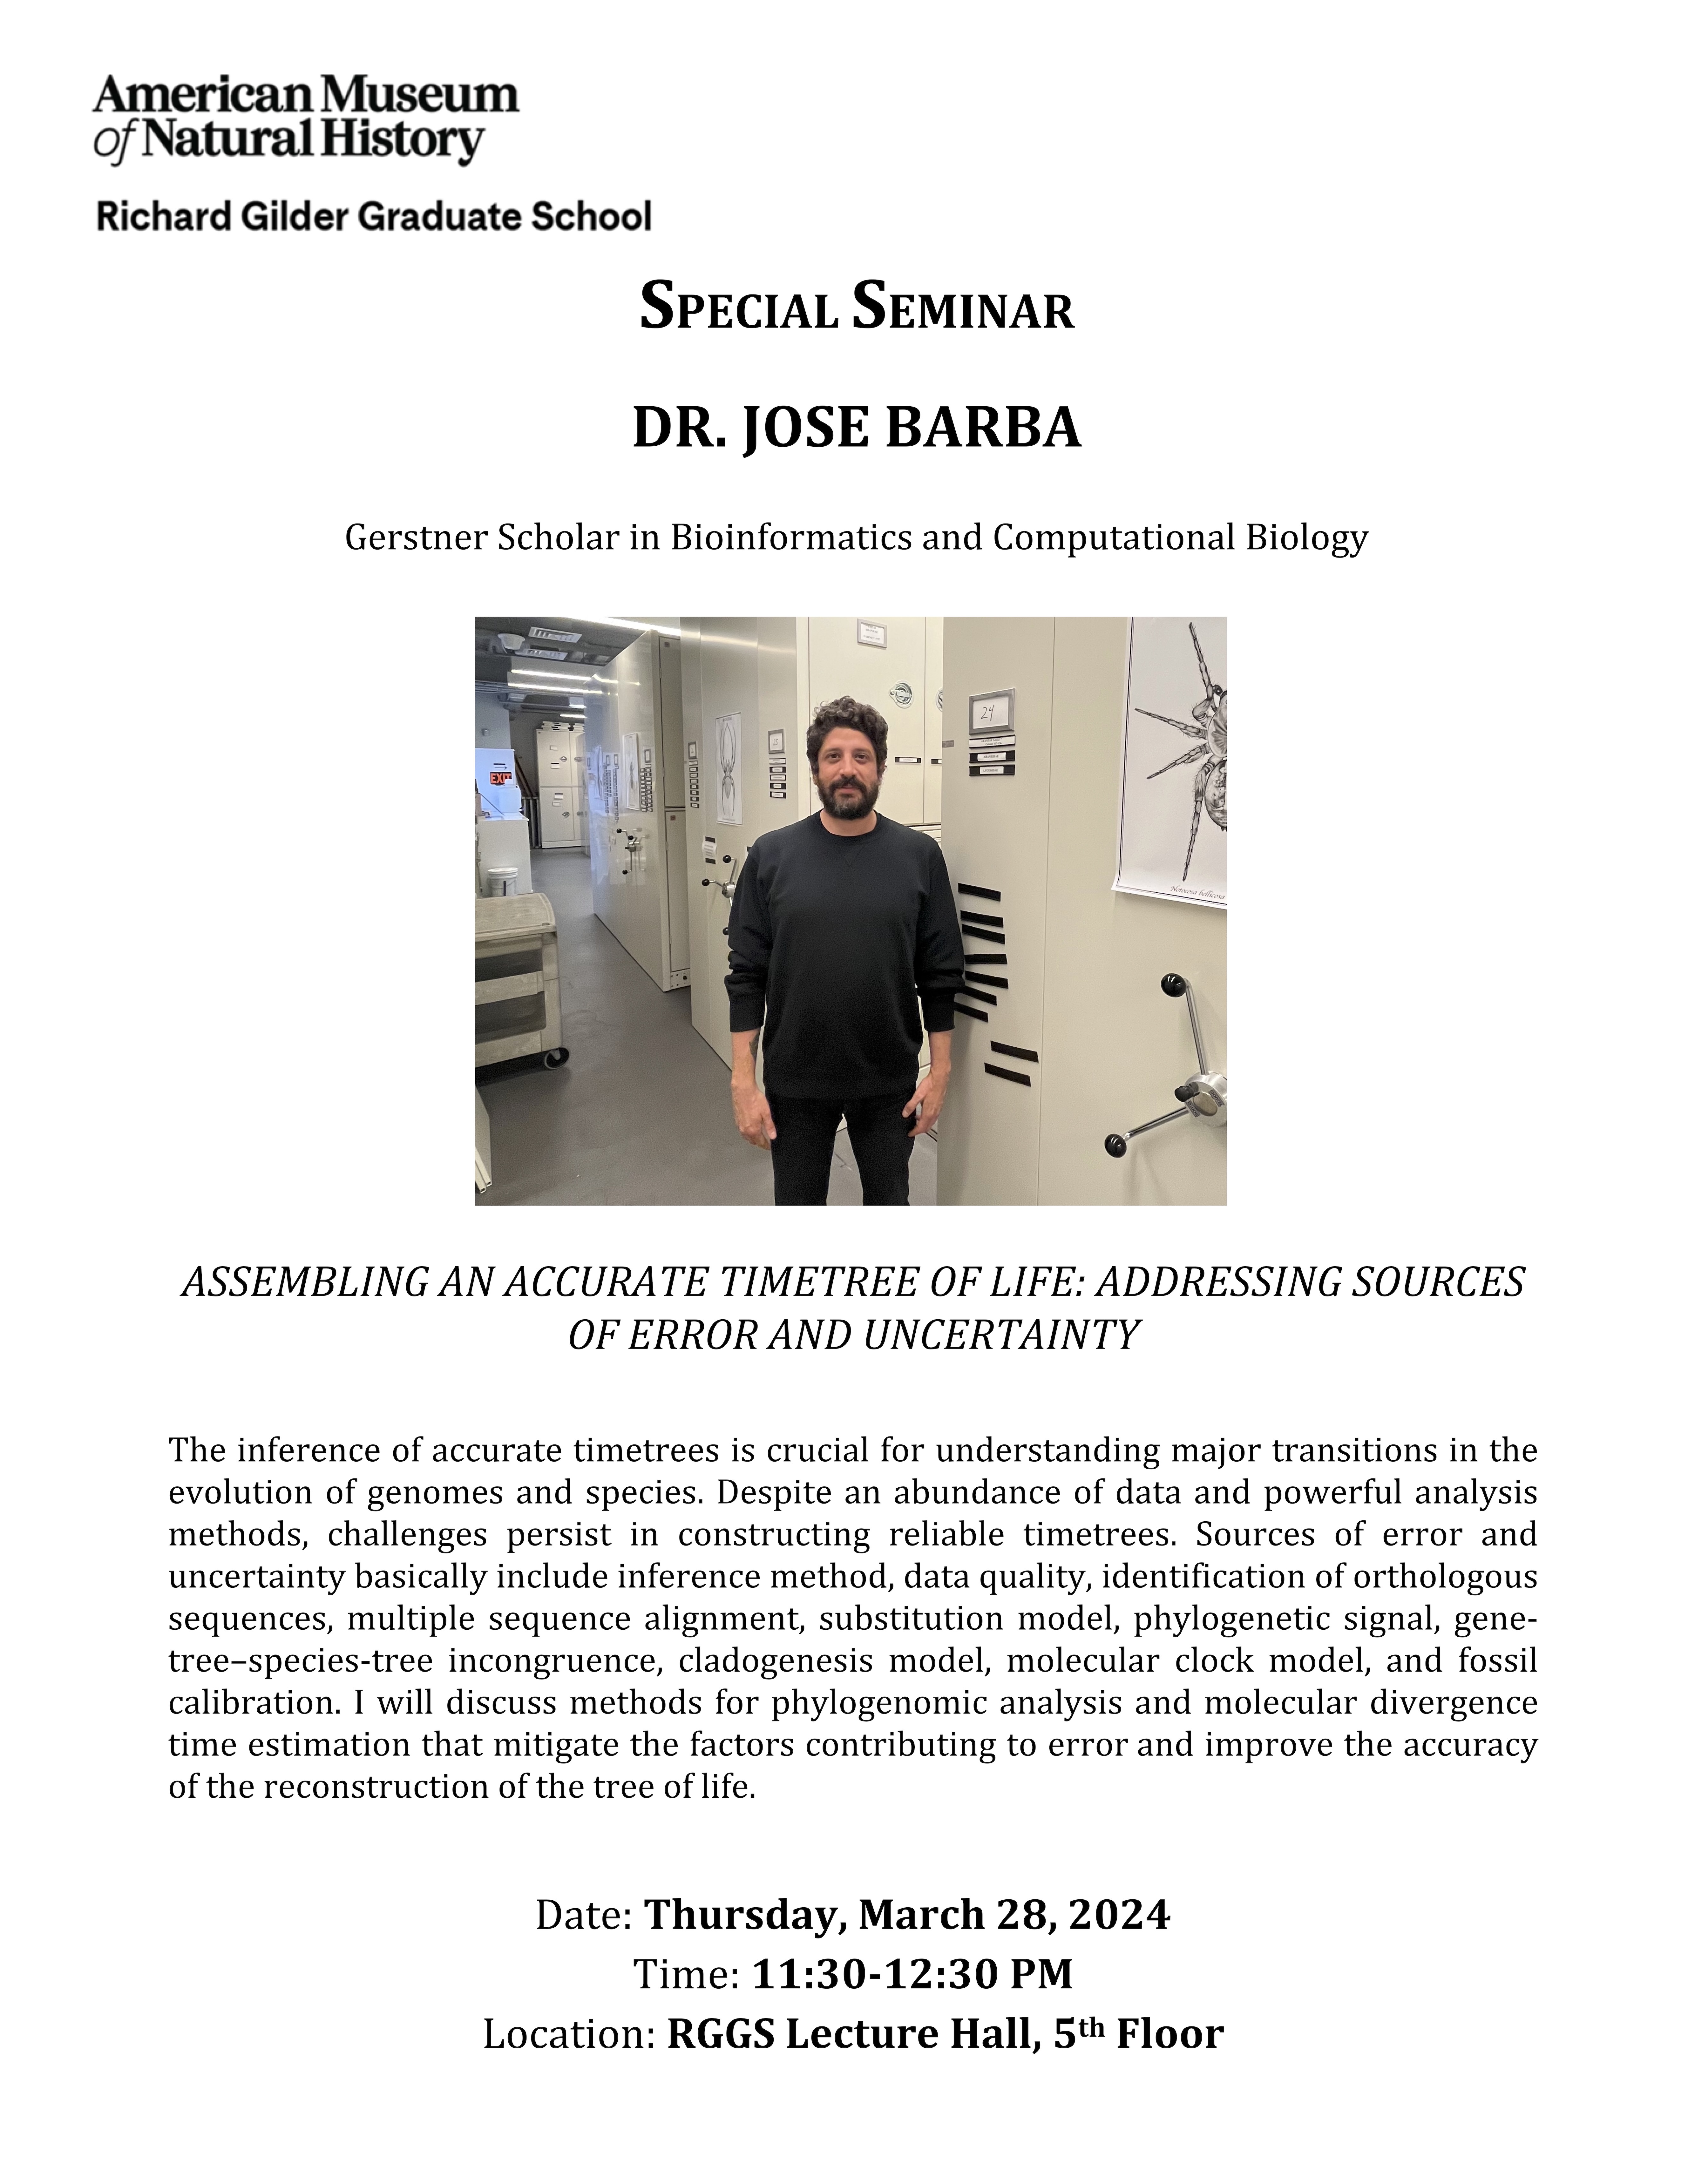 American Museum
of Natural History
Richard Gilder Graduate School
SPECIAL SEMINAR
DR. JOSE BARBA
Gerstner Scholar in Bioinformatics and Computational Biology
EXIT
24
Notocosa bellicosa
ASSEMBLING AN ACCURATE TIMETREE OF LIFE: ADDRESSING SOURCES
OF ERROR AND UNCERTAINTY
The inference of accurate timetrees is crucial for understanding major transitions in the
evolution of genomes and species. Despite an abundance of data and powerful analysis
methods, challenges persist in constructing reliable timetrees. Sources of error and
uncertainty basically include inference method, data quality, identification of orthologous
sequences, multiple sequence alignment, substitution model, phylogenetic signal, gene-
tree–species-tree incongruence, cladogenesis model, molecular clock model, and fossil
calibration. I will discuss methods for phylogenomic analysis and molecular divergence
time estimation that mitigate the factors contributing to error and improve the accuracy
of the reconstruction of the tree of life.
Date: Thursday, March 28, 2024
Time: 11:30-12:30 PM
Location: RGGS Lecture Hall, 5th Floor